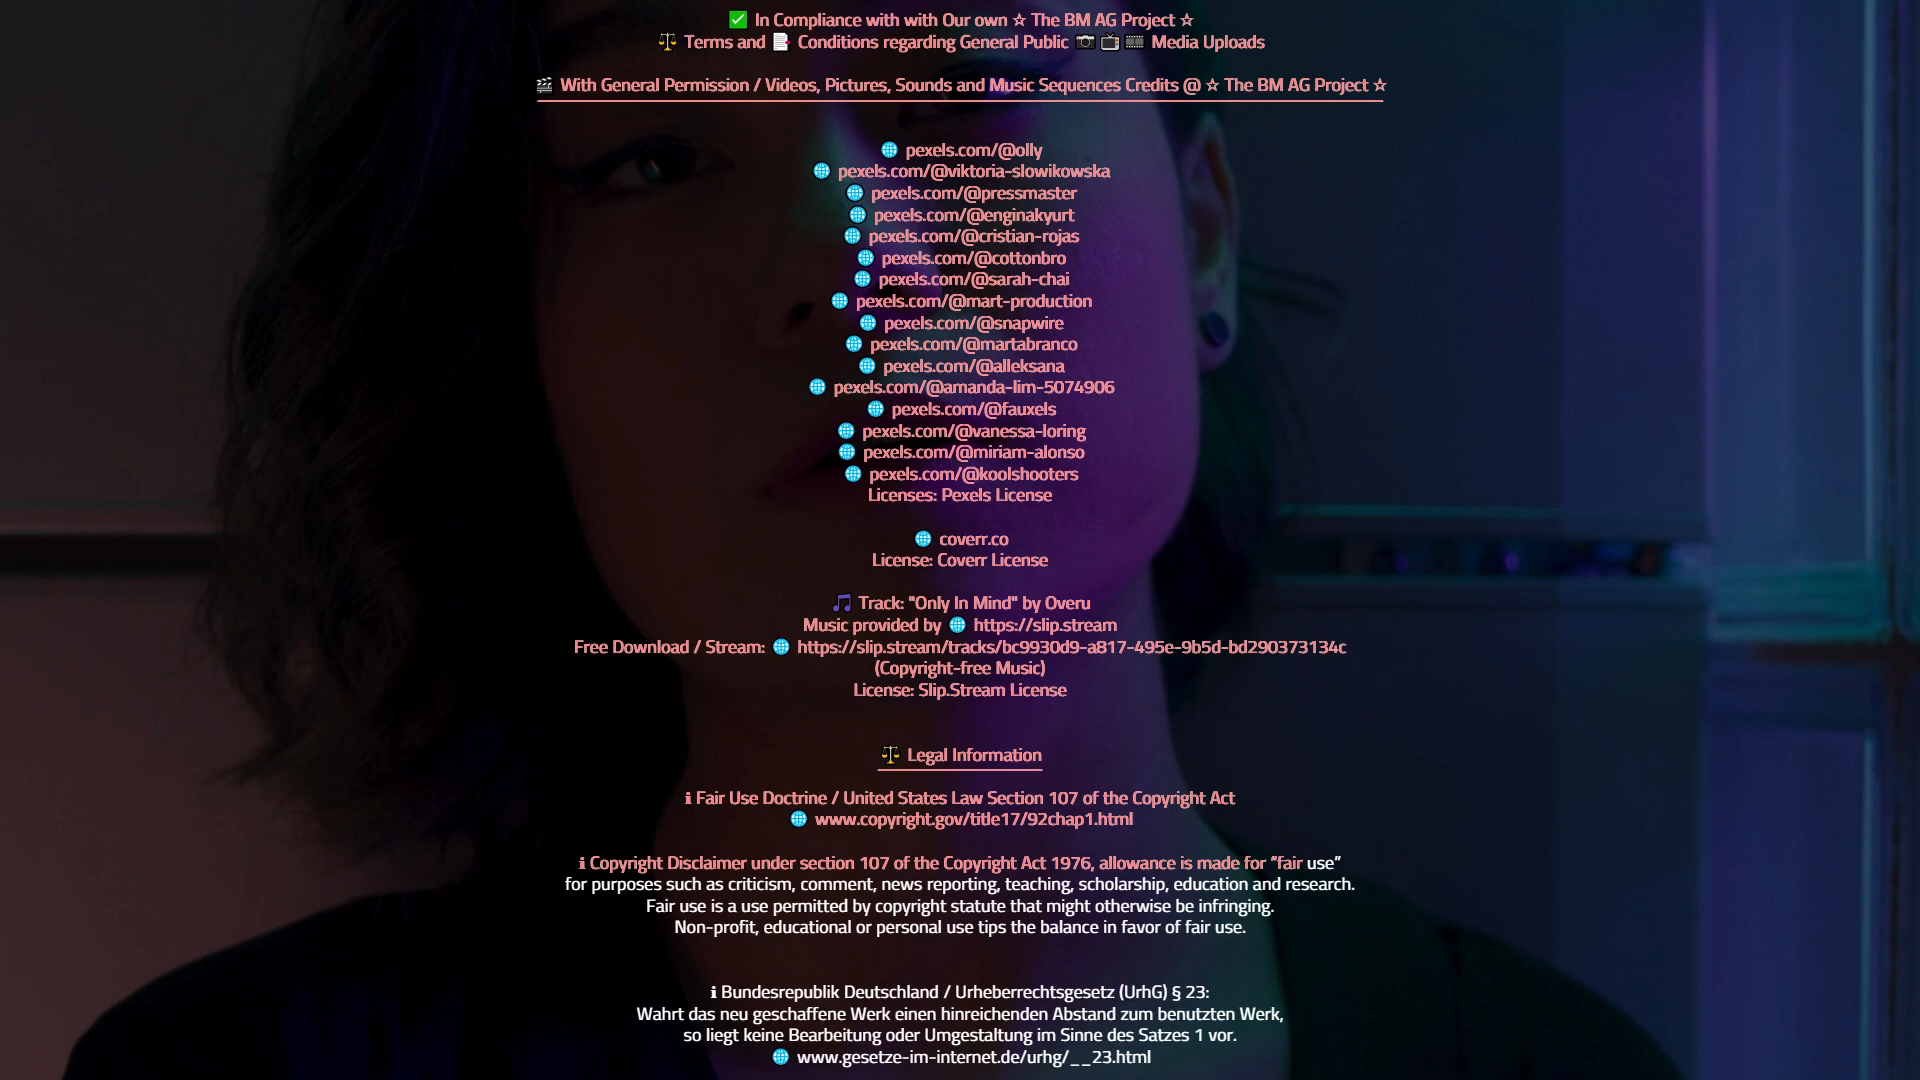 ✅ In Compliance with with Our own ☆ The BM AG Project ☆
⚖ Terms and 📑 Conditions regarding General Public 📷 📺 🎞 Media Uploads
🎬 With General Permission / Videos, Pictures, Sounds and Music Sequences Credits @ ☆ The BM AG Project ☆
🌐 pexels.com/@olly
🌐 pexels.com/@viktoria-slowikowska
🌐 pexels.com/@pressmaster
🌐 pexels.com/@enginakyurt
🌐 pexels.com/@cristian-rojas
🌐 pexels.com/@cottonbro
🌐 pexels.com/@sarah-chai
🌐 pexels.com/@mart-production
🌐 pexels.com/@snapwire
🌐 pexels.com/@martabranco
🌐 pexels.com/@alleksana
🌐 pexels.com/@amanda-lim-5074906
🌐 pexels.com/@fauxels
🌐 pexels.com/@vanessa-loring
🌐 pexels.com/@miriam-alonso
🌐 pexels.com/@koolshooters
Licenses: Pexels License
🌐 coverr.co
License: Coverr License
🎵 Track: "Only In Mind" by Overu
Music provided by 🌐 https://slip.stream
Free Download / Stream: 🌐 https://slip.stream/tracks/bc9930d9-a817-495e-9b5d-bd290373134c
(Copyright-free Music)
License: Slip.Stream License
⚖ Legal Information
ℹ Fair Use Doctrine / United States Law Section 107 of the Copyright Act
🌐 www.copyright.gov/title17/92chap1.html
ℹ Copyright Disclaimer under section 107 of the Copyright Act 1976, allowance is made for “fair use”
for purposes such as criticism, comment, news reporting, teaching, scholarship, education and research.
Fair use is a use permitted by copyright statute that might otherwise be infringing.
Non-profit, educational or personal use tips the balance in favor of fair use.
ℹ Bundesrepublik Deutschland / Urheberrechtsgesetz (UrhG) § 23:
Wahrt das neu geschaffene Werk einen hinreichenden Abstand zum benutzten Werk,
so liegt keine Bearbeitung oder Umgestaltung im Sinne des Satzes 1 vor.
🌐 www.gesetze-im-internet.de/urhg/__23.html